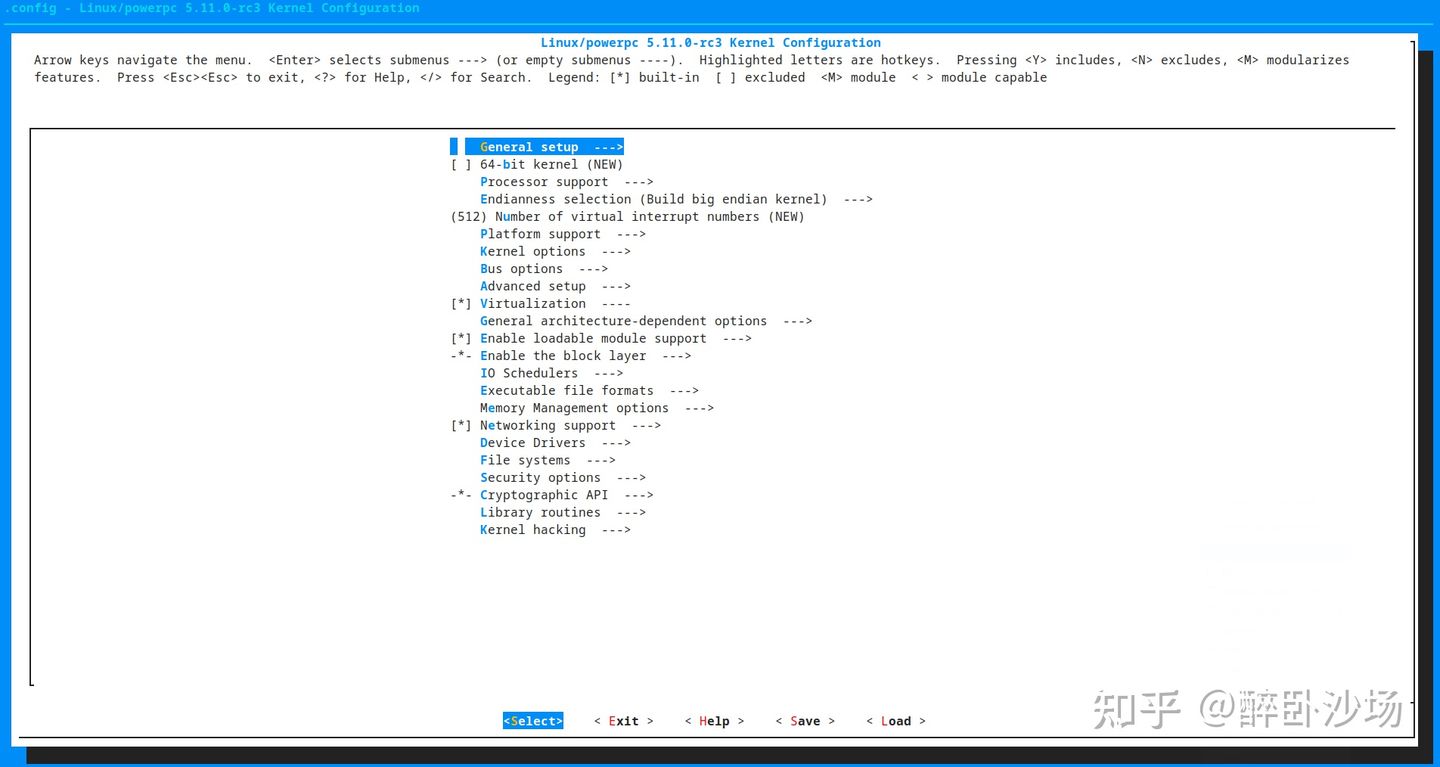 .config - Linux/powerpc 5.11.0-rc3 Kernel Configuration
Linux/powerpc 5.11.0-rc3 Kernel Configuration
Arrow keys navigate the menu.  <Enter> selects submenus ---> (or empty submenus ----).  Highlighted letters are hotkeys.  Pressing <Y> includes, <N> excludes, <M> modularizes
features.  Press <Esc><Esc> to exit, <?> for Help, </> for Search.  Legend: [*] built-in  [ ] excluded  <M> module  < > module capable
General setup  --->
[ ] 64-bit kernel (NEW)
Processor support  --->
Endianness selection (Build big endian kernel)  --->
(512) Number of virtual interrupt numbers (NEW)
Platform support  --->
Kernel options  --->
Bus options  --->
Advanced setup  --->
[*] Virtualization  ----
General architecture-dependent options  --->
[*] Enable loadable module support  --->
-*- Enable the block layer  --->
IO Schedulers  --->
Executable file formats  --->
Memory Management options  --->
[*] Networking support  --->
Device Drivers  --->
File systems  --->
Security options  --->
-*- Cryptographic API  --->
Library routines  --->
Kernel hacking  --->
<Select>    < Exit >    < Help >    < Save >    < Load >
知乎 @醉卧沙场